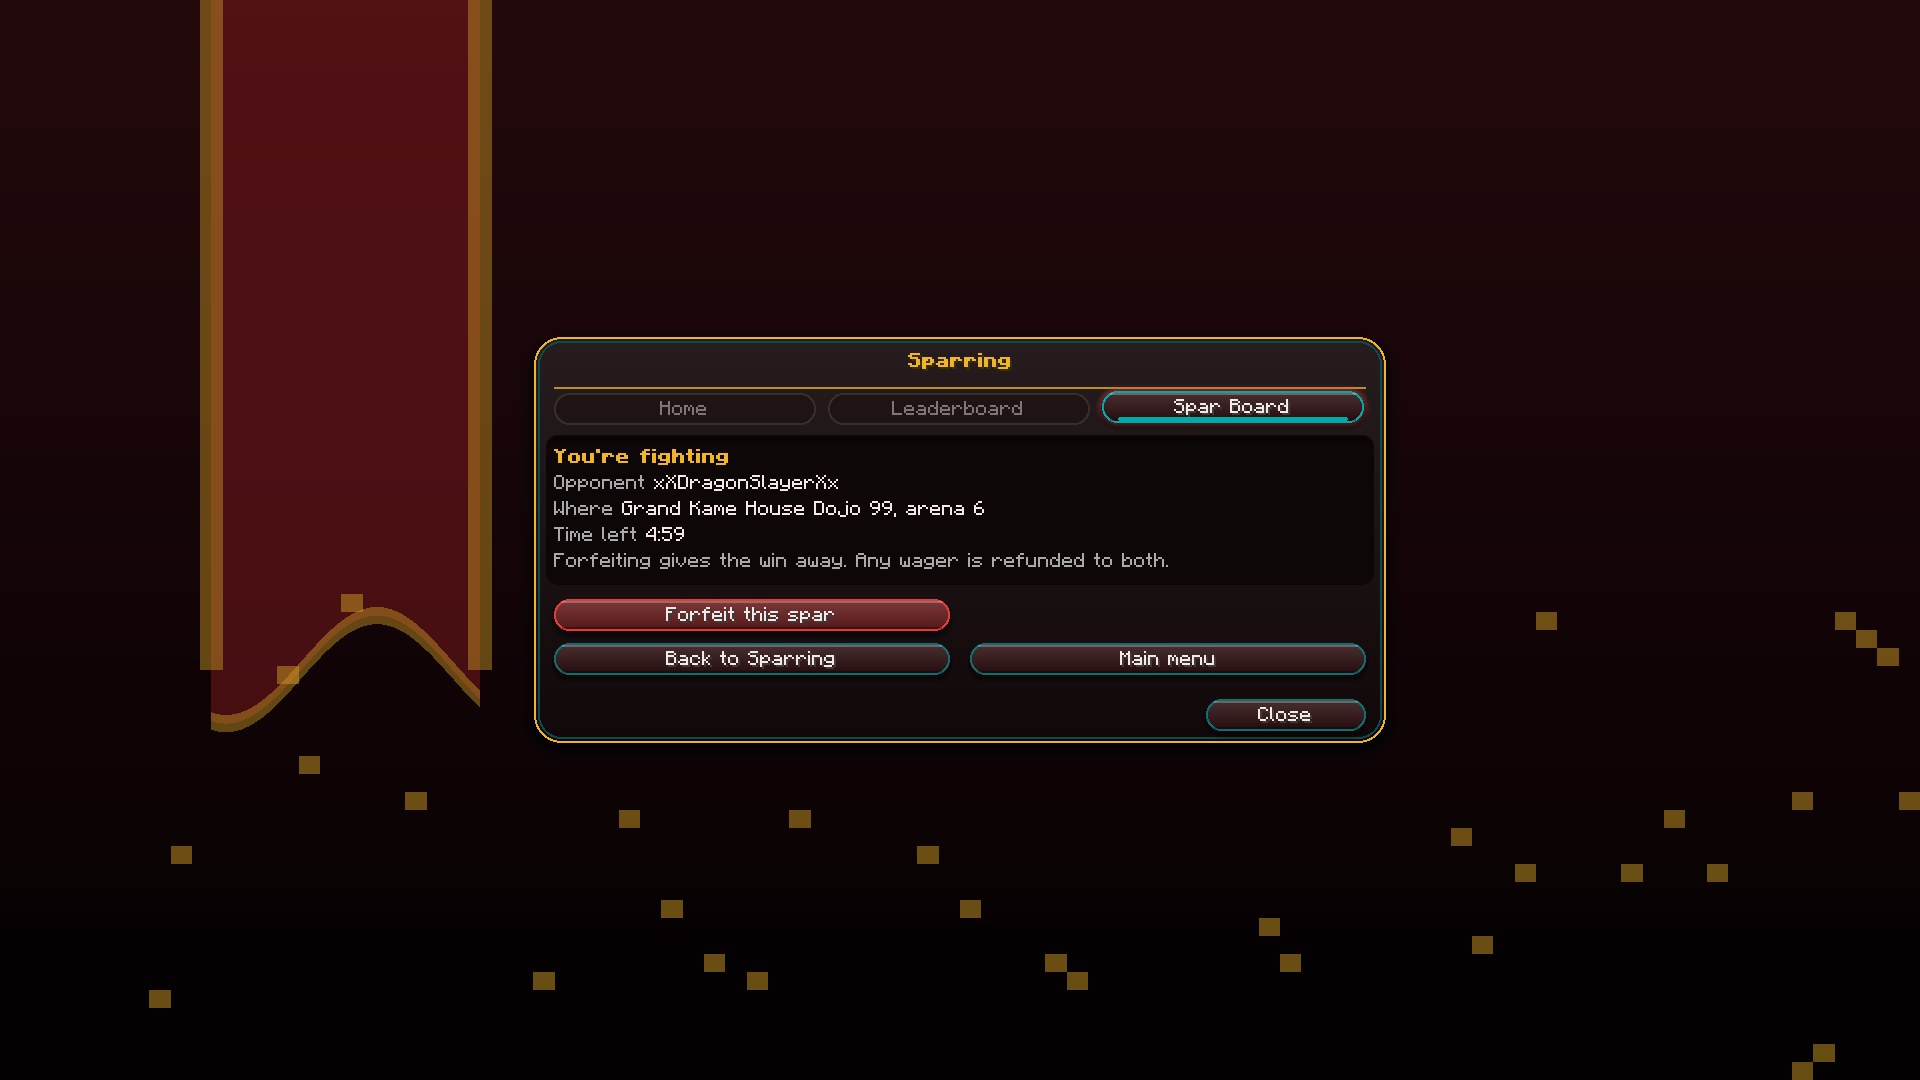 Sparring
Home
Leaderboard
Spar Board
You're fighting
Opponent xXDragonSlayerXx
Where Grand Kame House Dojo 99, arena 6
Time left 4:59
Forfeiting gives the win away. Any wager is refunded to both.
Forfeit this spar
Back to Sparring
Main menu
Close